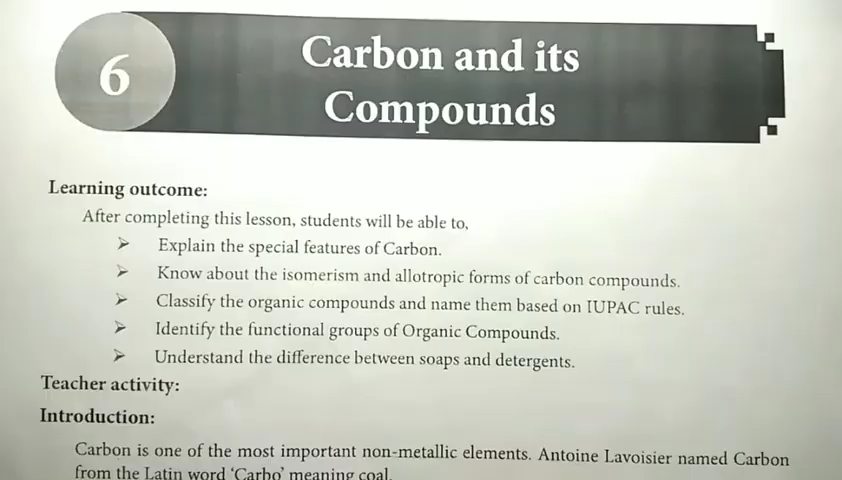 6
Carbon and its
Compounds
Learning outcome:
After completing this lesson, students will be able to,
➢ Explain the special features of Carbon.
➢ Know about the isomerism and allotropic forms of carbon compounds.
➢ Classify the organic compounds and name them based on IUPAC rules.
➢ Identify the functional groups of Organic Compounds.
➢ Understand the difference between soaps and detergents.
Teacher activity:
Introduction:
Carbon is one of the most important non-metallic elements. Antoine Lavoisier named Carbon
from the Latin word ‘Carbo’ meaning coal.